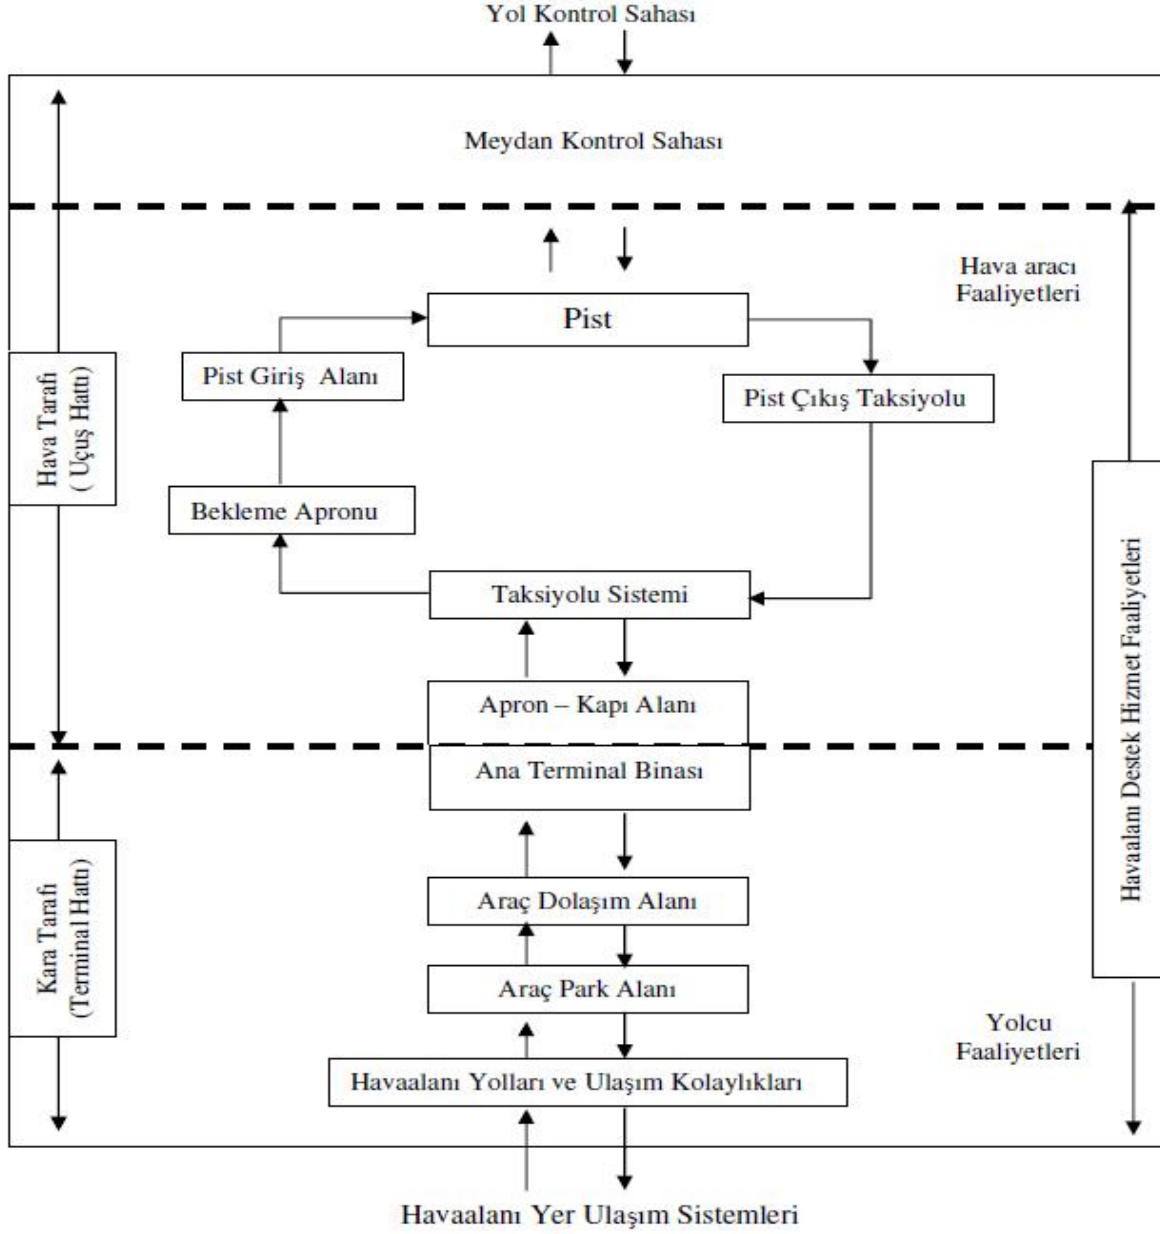 Yol Kontrol Sahası
Meydan Kontrol Sahası
Hava aracı
Faaliyetleri
Pist
Pist Giriş Alanı
Pist Çıkış Taksiyolu
Hava Tarafı
( Uçuş Hattı)
Bekleme Apronu
Taksiyolu Sistemi
Apron – Kapı Alanı
Ana Terminal Binası
Havaalanı Destek Hizmet Faaliyetleri
Araç Dolaşım Alanı
Kara Tarafı
(Terminal Hattı)
Araç Park Alanı
Yolcu
Faaliyetleri
Havaalanı Yolları ve Ulaşım Kolaylıkları
Havaalanı Yer Ulaşım Sistemleri